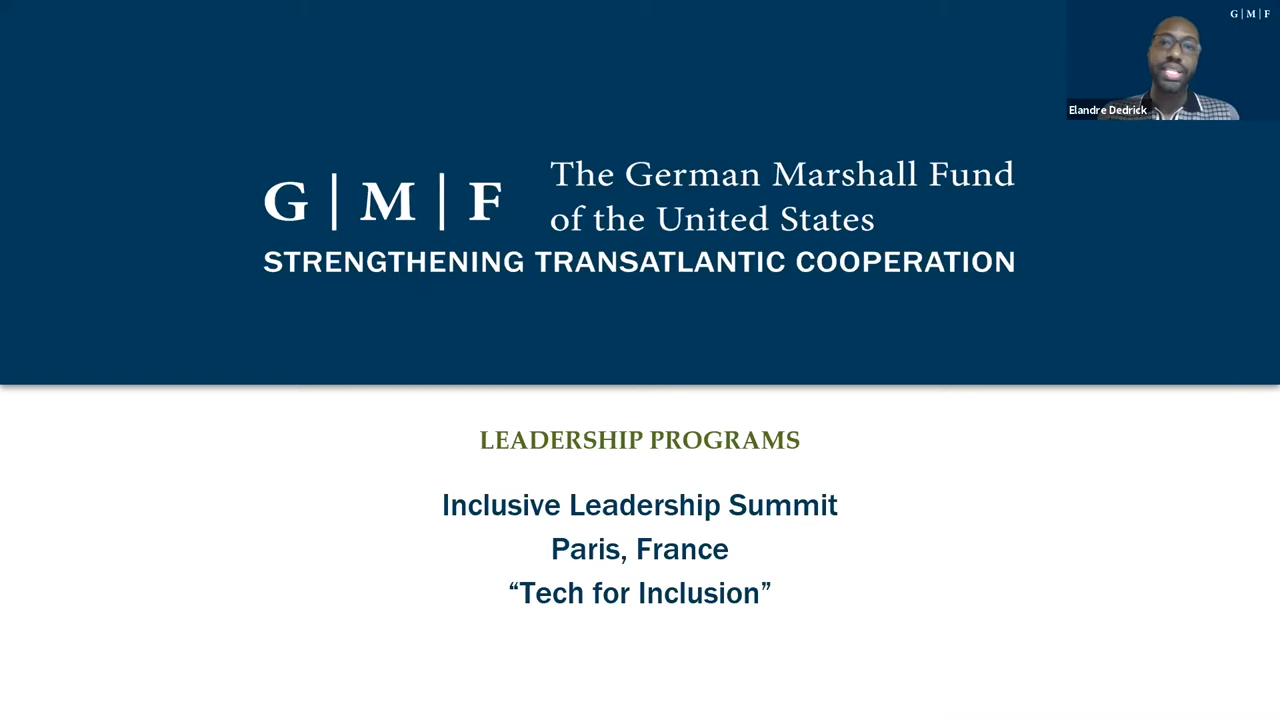 G|M|F
Elandre Dedrick
G|M|F
The German Marshall Fund
of the United States
STRENGTHENING TRANSATLANTIC COOPERATION
LEADERSHIP PROGRAMS
Inclusive Leadership Summit
Paris, France
“Tech for Inclusion”